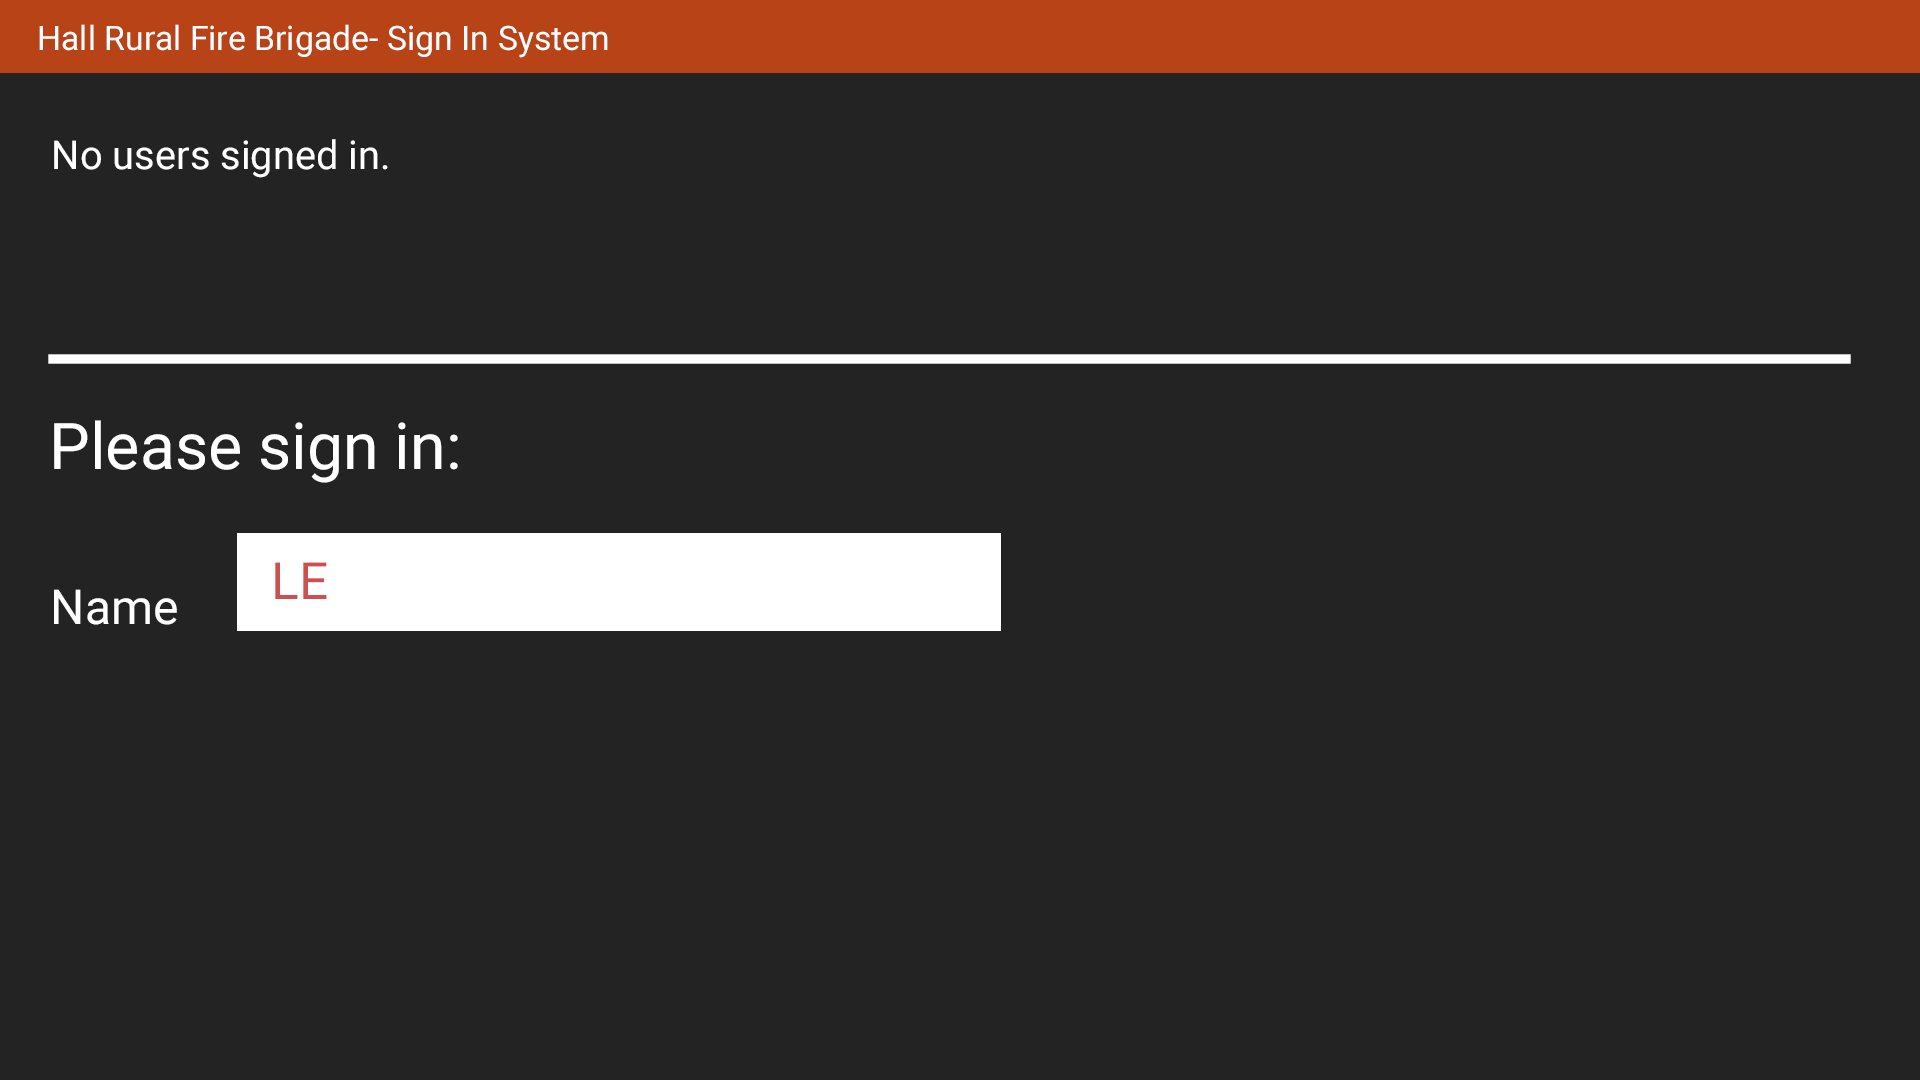 Hall Rural Fire Brigade- Sign In System
No users signed in.
Please sign in:
Name
LE